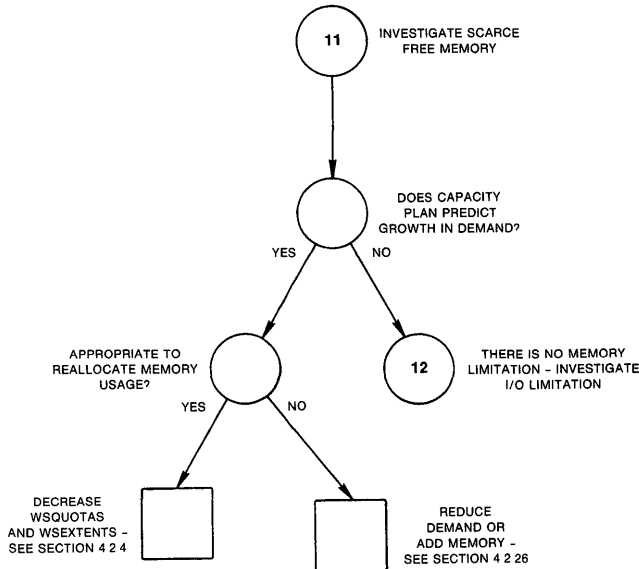 11
INVESTIGATE SCARCE
FREE MEMORY
DOES CAPACITY
PLAN PREDICT
GROWTH IN DEMAND?
YES
NO
APPROPRIATE TO
REALLOCATE MEMORY
USAGE?
12
THERE IS NO MEMORY
LIMITATION – INVESTIGATE
I/O LIMITATION
YES
NO
DECREASE
WSQUOTAS
AND WSEXTENTS –
SEE SECTION 4 2 4
REDUCE
DEMAND OR
ADD MEMORY –
SEE SECTION 4 2 26